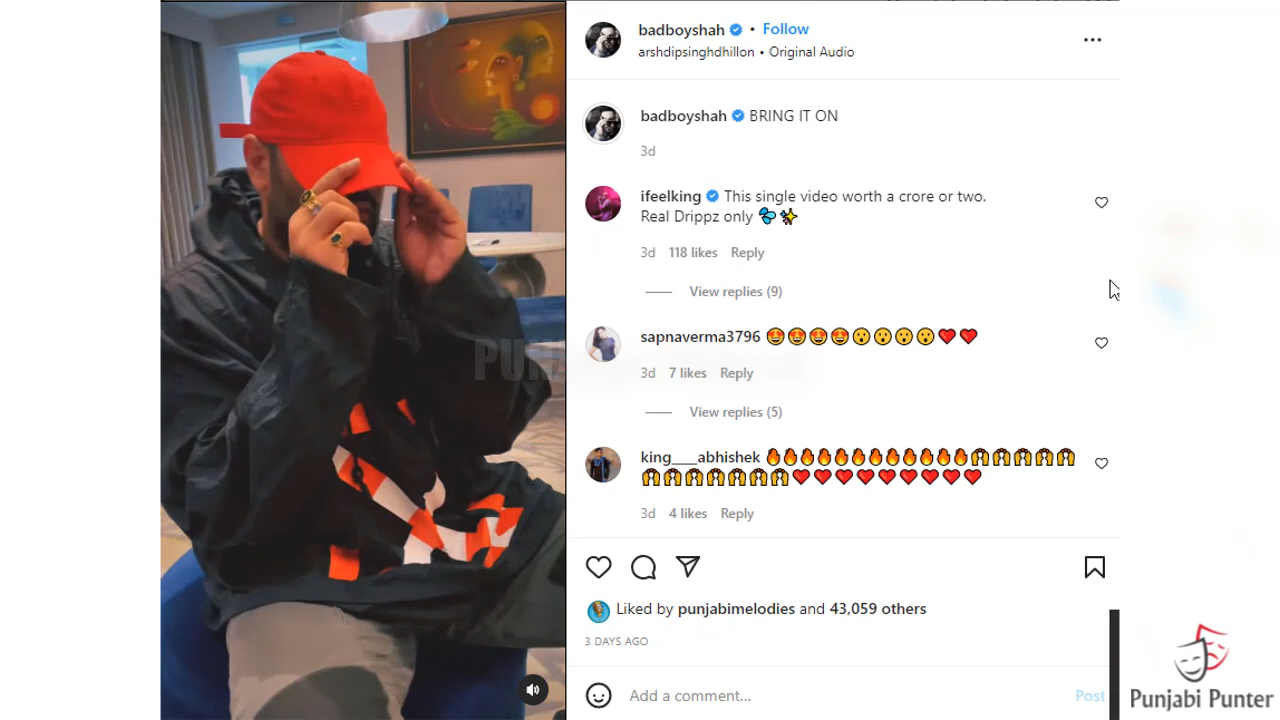 badboyshah • Follow
arshdipsinghdhillon • Original Audio
badboyshah BRING IT ON
3d
ifeelking This single video worth a crore or two.
Real Drippz only
3d 118 likes Reply
View replies (9)
sapnaverma3796 🤩🤩🤩🤩😮😮😮😮❤️❤️
3d 7 likes Reply
View replies (5)
king____abhishek 🔥🔥🔥🔥🔥🔥🔥🔥🔥🔥🔥🔥🙌🙌🙌🙌🙌
🙌🙌🙌🙌🙌🙌🙌❤️❤️❤️❤️❤️❤️❤️❤️❤️
3d 4 likes Reply
Liked by punjabimelodies and 43,059 others
3 DAYS AGO
Add a comment... Post
Punjabi Punter